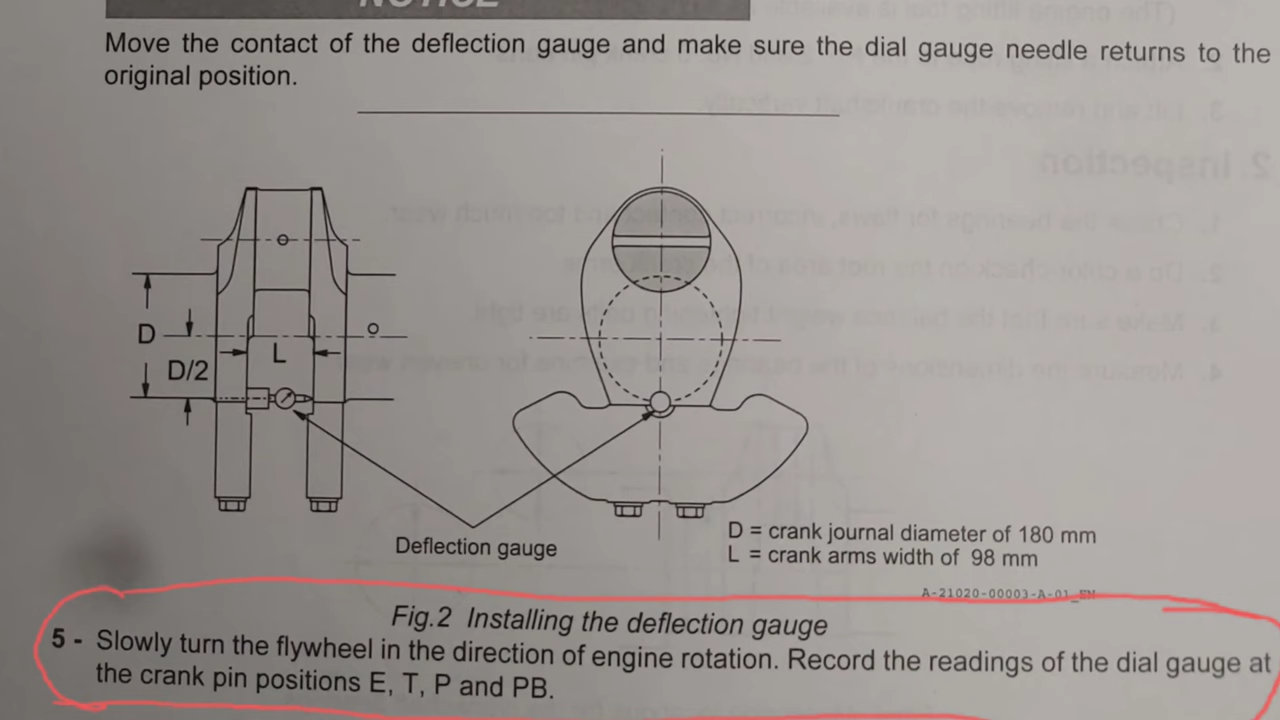 NOTICE
Move the contact of the deflection gauge and make sure the dial gauge needle returns to the
original position.
D
L
D/2
Deflection gauge
D = crank journal diameter of 180 mm
L = crank arms width of 98 mm
A-21020-00003-A-01_EN
Fig.2 Installing the deflection gauge
5 - Slowly turn the flywheel in the direction of engine rotation. Record the readings of the dial gauge at
the crank pin positions E, T, P and PB.